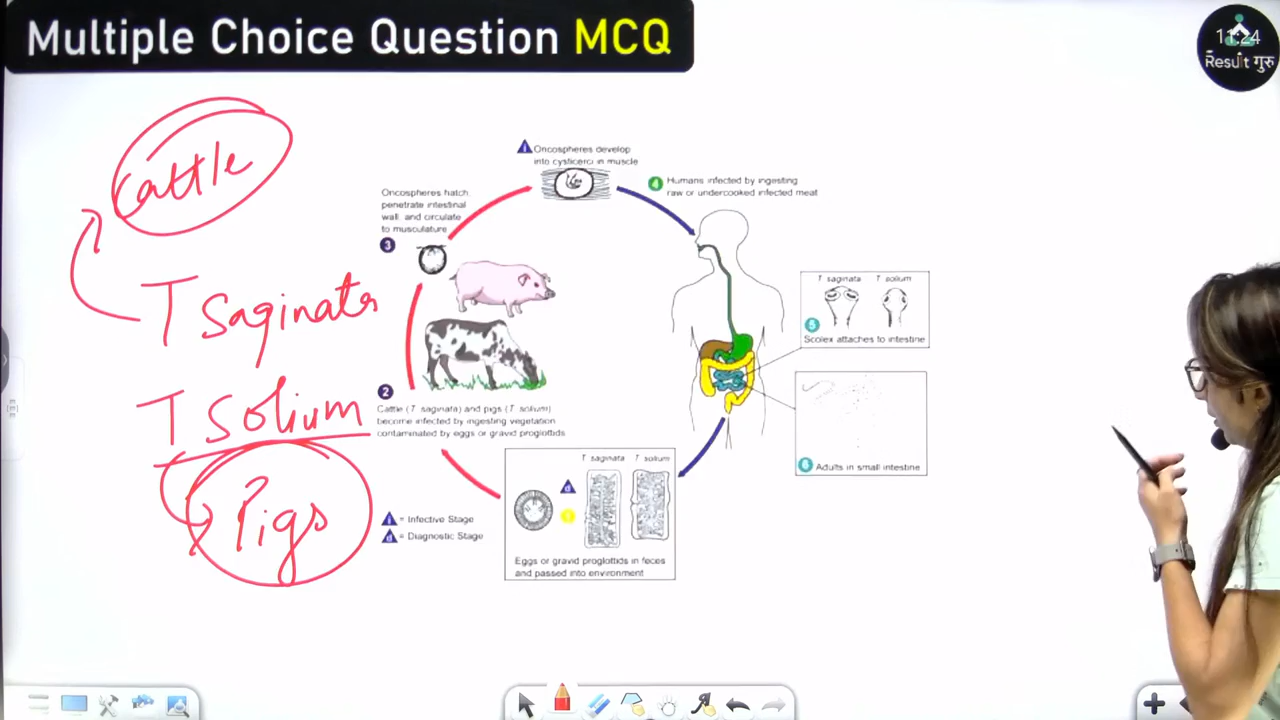 Multiple Choice Question MCQ
11:24
Result गुरु
Cattle
T Saginata
T Solium
Pigs
i Oncospheres develop
into cysticerci in muscle
4 Humans infected by ingesting
raw or undercooked infected meat
Oncospheres hatch,
penetrate intestinal
wall, and circulate
to musculature
3
T saginata T solium
5
Scolex attaches to intestine
2
Cattle (T saginata) and pigs (T solium)
become infected by ingesting vegetation
contaminated by eggs or gravid proglottids
6 Adults in small intestine
T saginata T solium
d
i = Infective Stage
d = Diagnostic Stage
Eggs or gravid proglottids in feces
and passed into environment